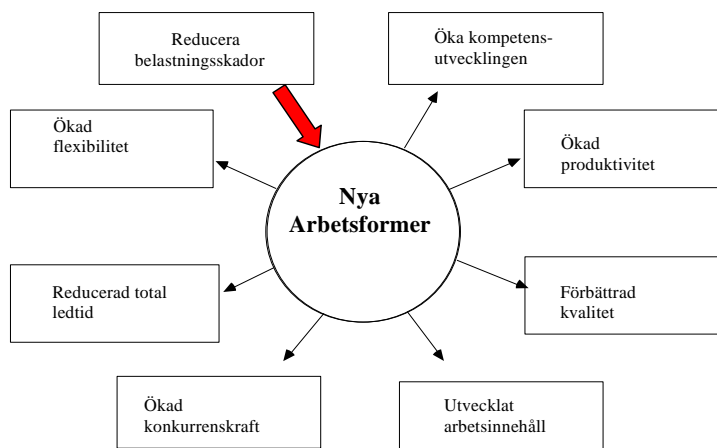 Reducera
belastningsskador
Öka kompetens-
utvecklingen
Ökad
flexibilitet
Ökad
produktivitet
Nya
Arbetsformer
Reducerad total
ledtid
Förbättrad
kvalitet
Ökad
konkurrenskraft
Utvecklat
arbetsinnehåll